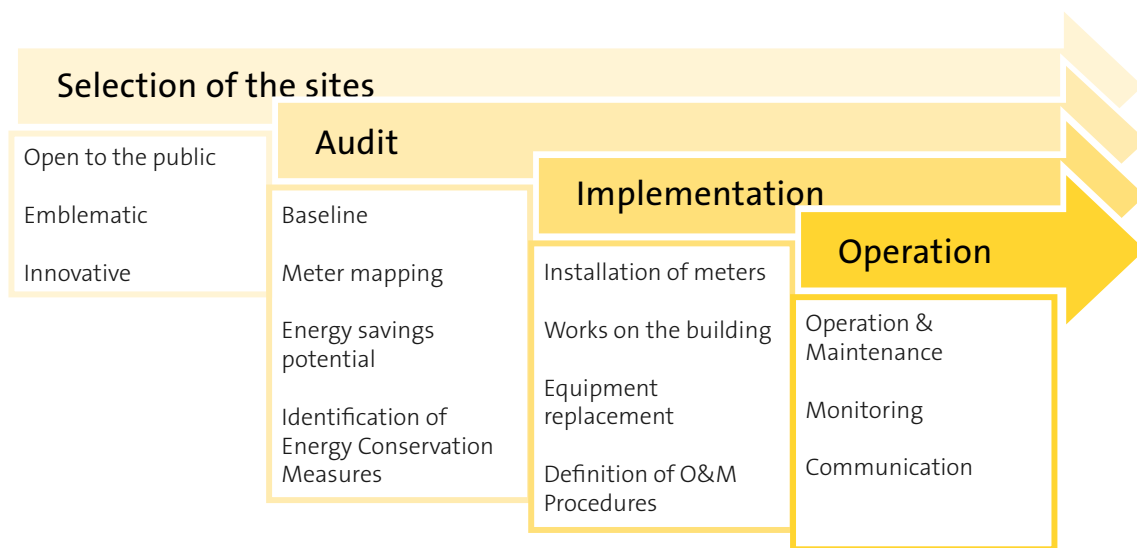 Selection of the sites
Open to the public
Emblematic
Innovative
Audit
Baseline
Meter mapping
Energy savings
potential
Identification of
Energy Conservation
Measures
Implementation
Installation of meters
Works on the building
Equipment
replacement
Definition of O&M
Procedures
Operation
Operation &
Maintenance
Monitoring
Communication